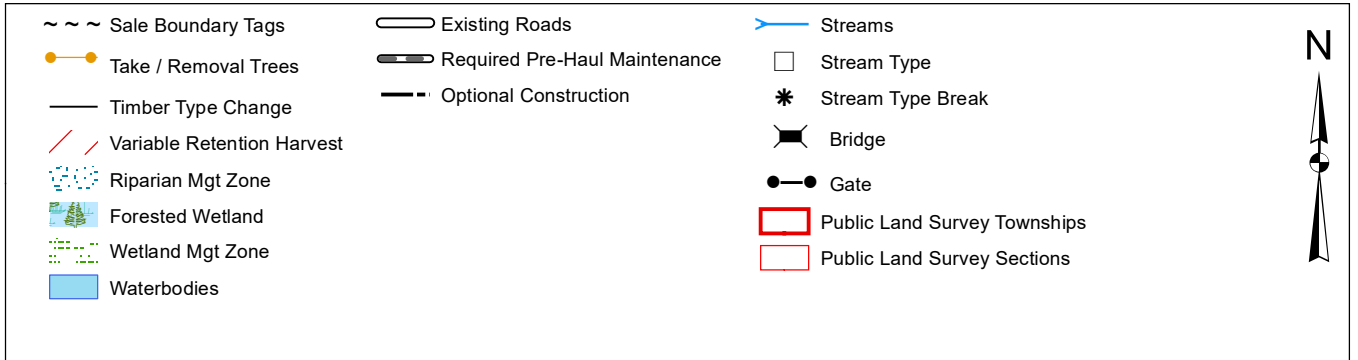 Sale Boundary Tags
Take / Removal Trees
Timber Type Change
Variable Retention Harvest
Riparian Mgt Zone
Forested Wetland
Wetland Mgt Zone
Waterbodies
Existing Roads
Required Pre-Haul Maintenance
Optional Construction
Streams
Stream Type
Stream Type Break
Bridge
Gate
Public Land Survey Townships
Public Land Survey Sections
N